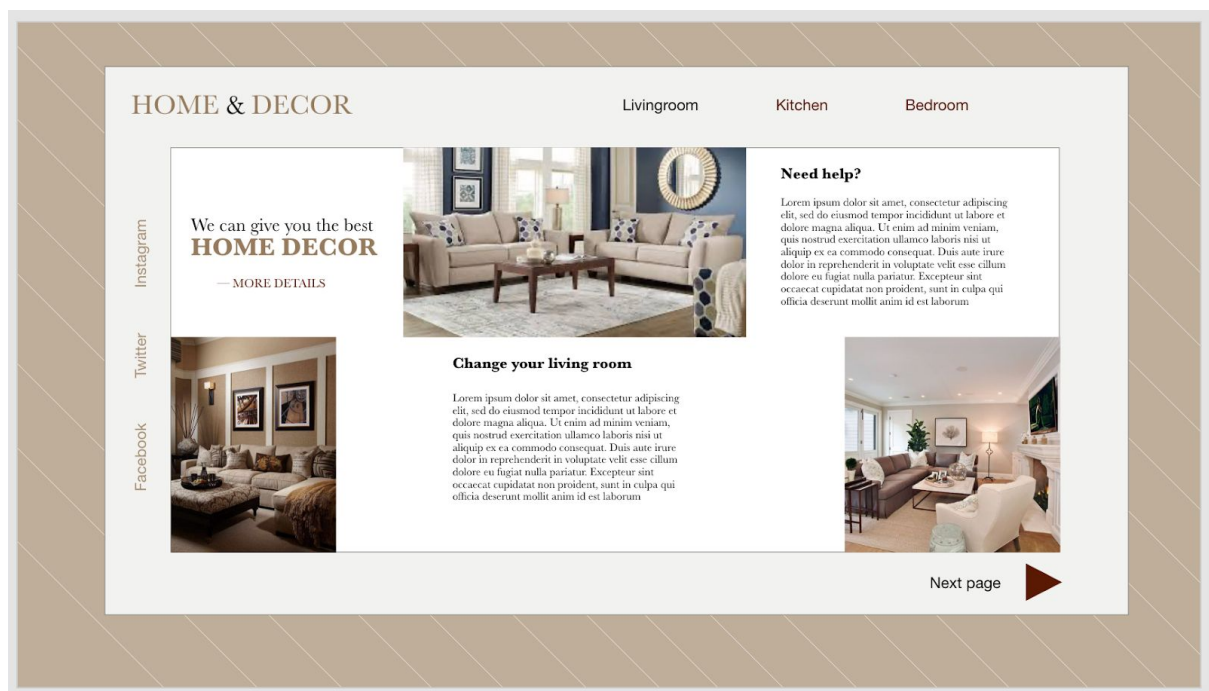 HOME & DECOR
Livingroom
Kitchen
Bedroom
Instagram
Twitter
Facebook
We can give you the best
HOME DECOR
— MORE DETAILS
Need help?
Lorem ipsum dolor sit amet, consectetur adipiscing
elit, sed do eiusmod tempor incididunt ut labore et
dolore magna aliqua. Ut enim ad minim veniam,
quis nostrud exercitation ullamco laboris nisi ut
aliquip ex ea commodo consequat. Duis aute irure
dolor in reprehenderit in voluptate velit esse cillum
dolore eu fugiat nulla pariatur. Excepteur sint
occaecat cupidatat non proident, sunt in culpa qui
officia deserunt mollit anim id est laborum
Change your living room
Lorem ipsum dolor sit amet, consectetur adipiscing
elit, sed do eiusmod tempor incididunt ut labore et
dolore magna aliqua. Ut enim ad minim veniam,
quis nostrud exercitation ullamco laboris nisi ut
aliquip ex ea commodo consequat. Duis aute irure
dolor in reprehenderit in voluptate velit esse cillum
dolore eu fugiat nulla pariatur. Excepteur sint
occaecat cupidatat non proident, sunt in culpa qui
officia deserunt mollit anim id est laborum
Next page